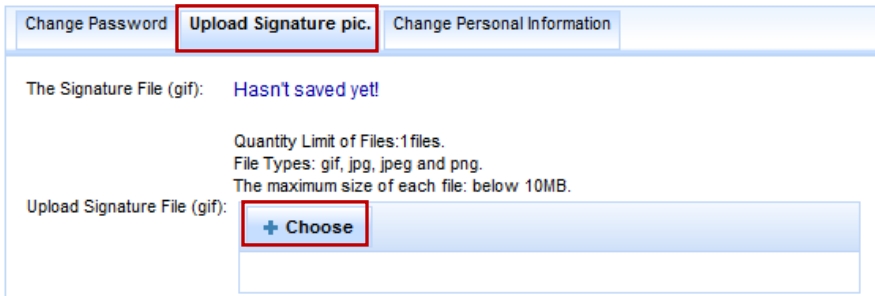 Change Password Upload Signature pic. Change Personal Information
The Signature File (gif): Hasn't saved yet!
Quantity Limit of Files:1files.
File Types: gif, jpg, jpeg and png.
The maximum size of each file: below 10MB.
Upload Signature File (gif):
+ Choose